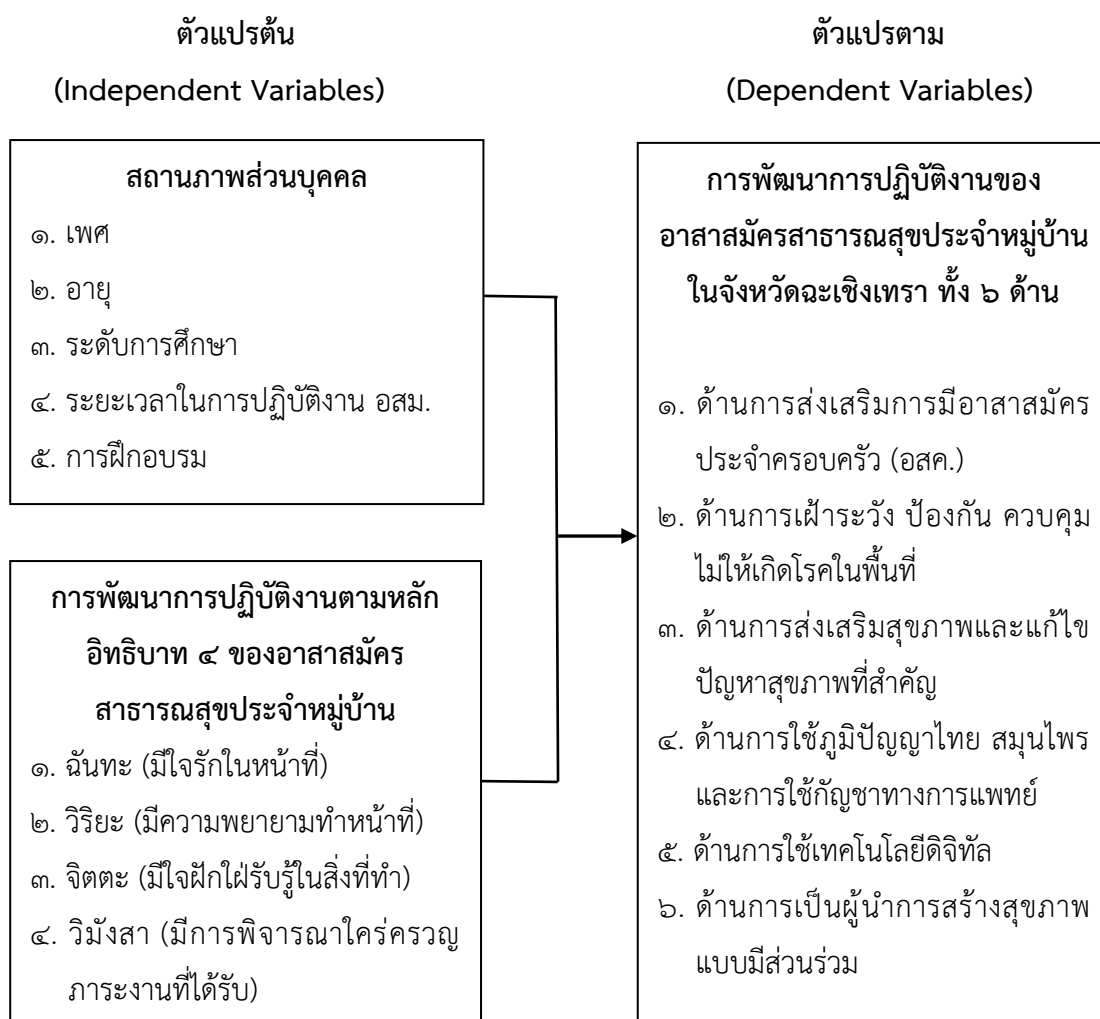 ตัวแปรต้น
(Independent Variables)
สถานภาพส่วนบุคคล
๑. เพศ
๒. อายุ
๓. ระดับการศึกษา
๔. ระยะเวลาในการปฏิบัติงาน อสม.
๕. การฝึกอบรม
การพัฒนาการปฏิบัติงานตามหลัก
อิทธิบาท ๔ ของอาสาสมัคร
สาธารณสุขประจำหมู่บ้าน
๑. ฉันทะ (มีใจรักในหน้าที่)
๒. วิริยะ (มีความพยายามทำหน้าที่)
๓. จิตตะ (มีใจฝักใฝ่รับรู้ในสิ่งที่ทำ)
๔. วิมังสา (มีการพิจารณาใคร่ครวญ
ภาระงานที่ได้รับ)
ตัวแปรตาม
(Dependent Variables)
การพัฒนาการปฏิบัติงานของ
อาสาสมัครสาธารณสุขประจำหมู่บ้าน
ในจังหวัดฉะเชิงเทรา ทั้ง ๖ ด้าน
๑. ด้านการส่งเสริมการมีอาสาสมัคร
ประจำครอบครัว (อสค.)
๒. ด้านการเฝ้าระวัง ป้องกัน ควบคุม
ไม่ให้เกิดโรคในพื้นที่
๓. ด้านการส่งเสริมสุขภาพและแก้ไข
ปัญหาสุขภาพที่สำคัญ
๔. ด้านการใช้ภูมิปัญญาไทย สมุนไพร
และการใช้กัญชาทางการแพทย์
๕. ด้านการใช้เทคโนโลยีดิจิทัล
๖. ด้านการเป็นผู้นำการสร้างสุขภาพ
แบบมีส่วนร่วม